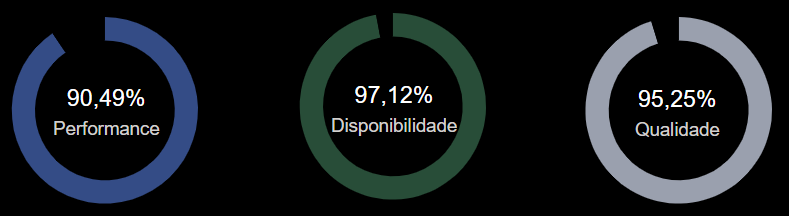 90,49%
Performance
97,12%
Disponibilidade
95,25%
Qualidade